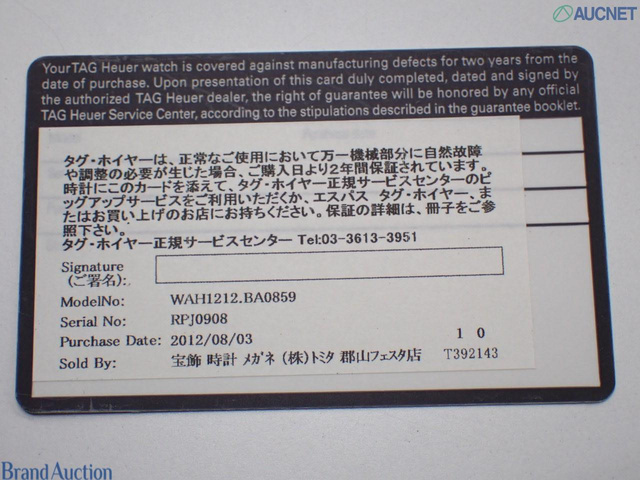 AUCNET
Your TAG Heuer watch is covered against manufacturing defects for two years from the
date of purchase. Upon presentation of this card duly completed, dated and signed by
the authorized TAG Heuer dealer, the right of guarantee will be honored by any official
TAG Heuer Service Center, according to the stipulations described in the guarantee booklet.
タグ・ホイヤーは、正常なご使用において万一機械部分に自然故障
や調整の必要が生じた場合、ご購入日より2年間保証されています。
時計にこのカードを添えて、タグ・ホイヤー正規サービスセンターのピ
ックアップサービスをご利用いただくか、エスパス タグ・ホイヤー、ま
たはお買い上げのお店にお持ちください。保証の詳細は、冊子をご参
照下さい。
タグ・ホイヤー正規サービスセンター Tel:03-3613-3951
Signature
(ご署名):
ModelNo: WAH1212.BA0859
Serial No: RPJ0908
Purchase Date: 2012/08/03 1 0
Sold By: 宝飾 時計 メガネ (株)トミタ 郡山フェスタ店 T392143
Brand Auction